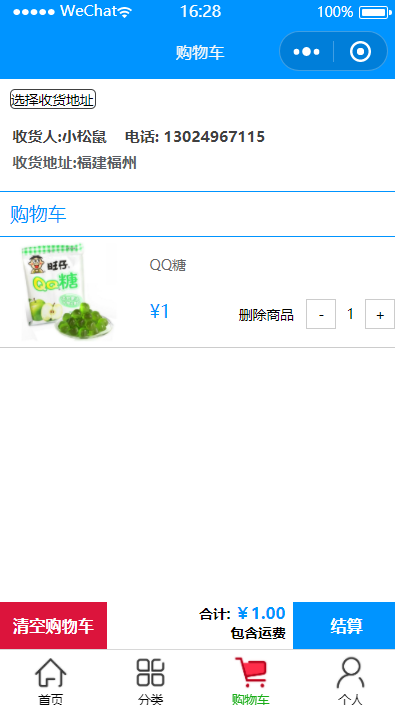 WeChat 16:28 100%
购物车
选择收货地址
收货人:小松鼠 电话: 13024967115
收货地址:福建福州
购物车
旺仔
QQ糖
QQ糖
¥1 删除商品 - 1 +
清空购物车 合计: ¥1.00 结算
包含运费
首页 分类 购物车 个人